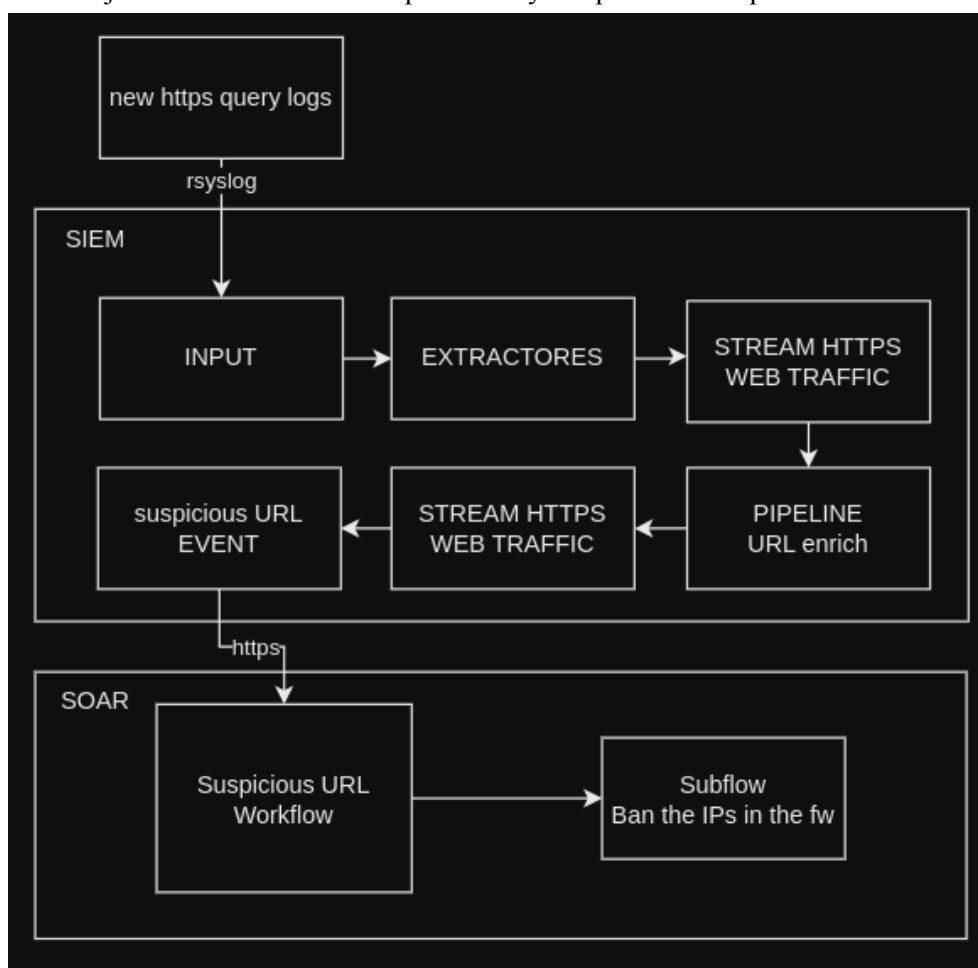 new https query logs
rsyslog
SIEM
INPUT
EXTRACTORES
STREAM HTTPS
WEB TRAFFIC
suspicious URL
EVENT
STREAM HTTPS
WEB TRAFFIC
PIPELINE
URL enrich
https
SOAR
Suspicious URL
Workflow
Subflow
Ban the IPs in the fw